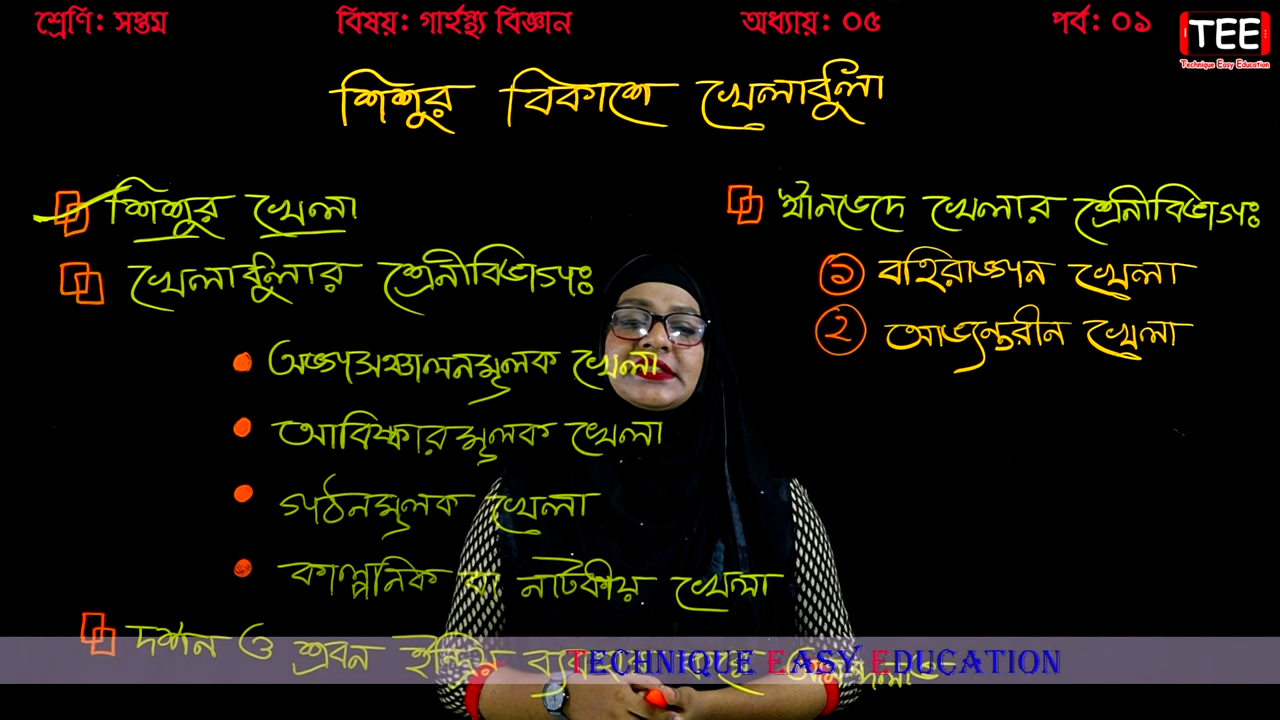 শ্রেণি: সপ্তম বিষয়: গার্হস্থ্য বিজ্ঞান অধ্যায়: ০৫ পর্ব: ০১
TEE
Technique Easy Education
শিশুর বিকাশে খেলাধুলা
শিশুর খেলা
খেলাধুলার শ্রেনীবিভাগঃ
অঙ্গসঞ্চালনমূলক খেলা
আবিষ্কারমূলক খেলা
গঠনমূলক খেলা
কাল্পনিক বা নাটকীয় খেলা
দর্শন ও শ্রবন ইন্দ্রিয়
স্থানভেদে খেলার শ্রেনীবিভাগঃ
১ বহিরাঙ্গন খেলা
২ আভ্যন্তরীন খেলা
TECHNIQUE EASY EDUCATION